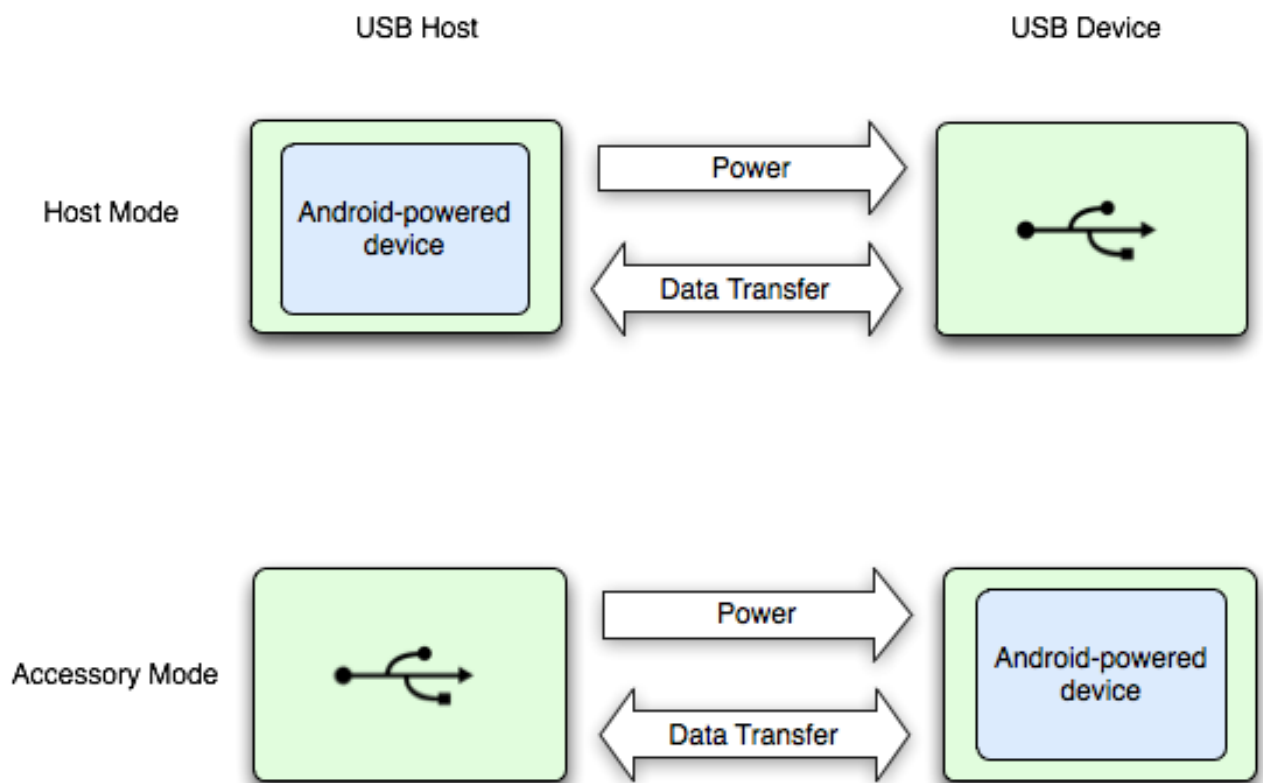 USB Host
USB Device
Host Mode
Android-powered
device
Power
Data Transfer
Accessory Mode
Power
Data Transfer
Android-powered
device